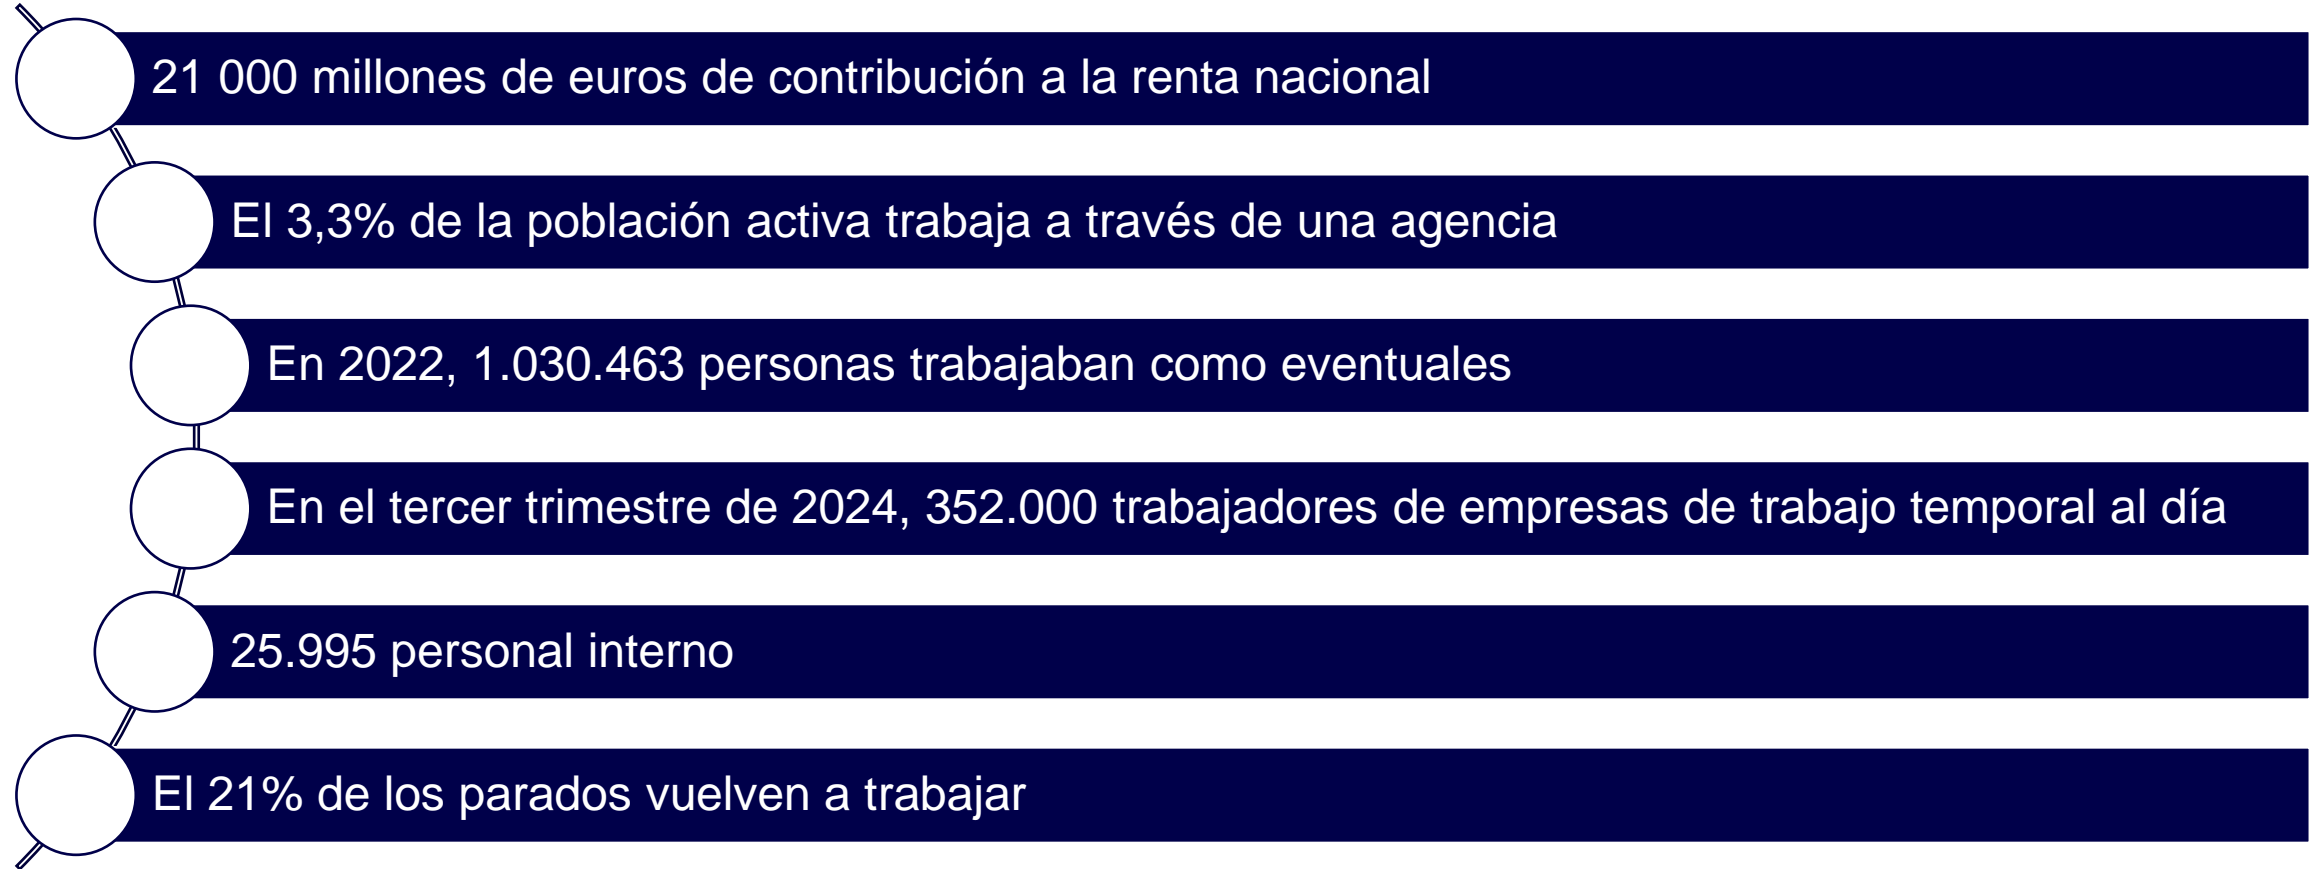 21 000 millones de euros de contribución a la renta nacional
El 3,3% de la población activa trabaja a través de una agencia
En 2022, 1.030.463 personas trabajaban como eventuales
En el tercer trimestre de 2024, 352.000 trabajadores de empresas de trabajo temporal al día
25.995 personal interno
El 21% de los parados vuelven a trabajar